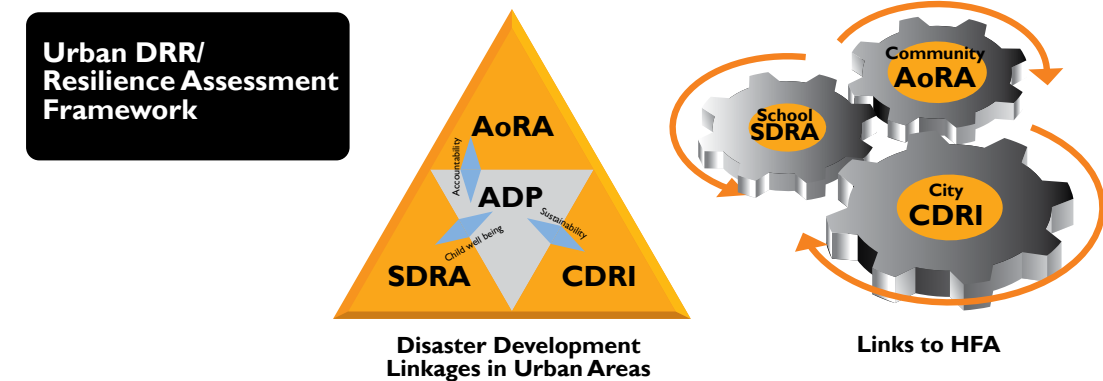 Urban DRR/
Resilience Assessment
Framework
AoRA
Accountability
ADP
Sustainability
Child well being
SDRA
CDRI
Disaster Development
Linkages in Urban Areas
Community
AoRA
School
SDRA
City
CDRI
Links to HFA